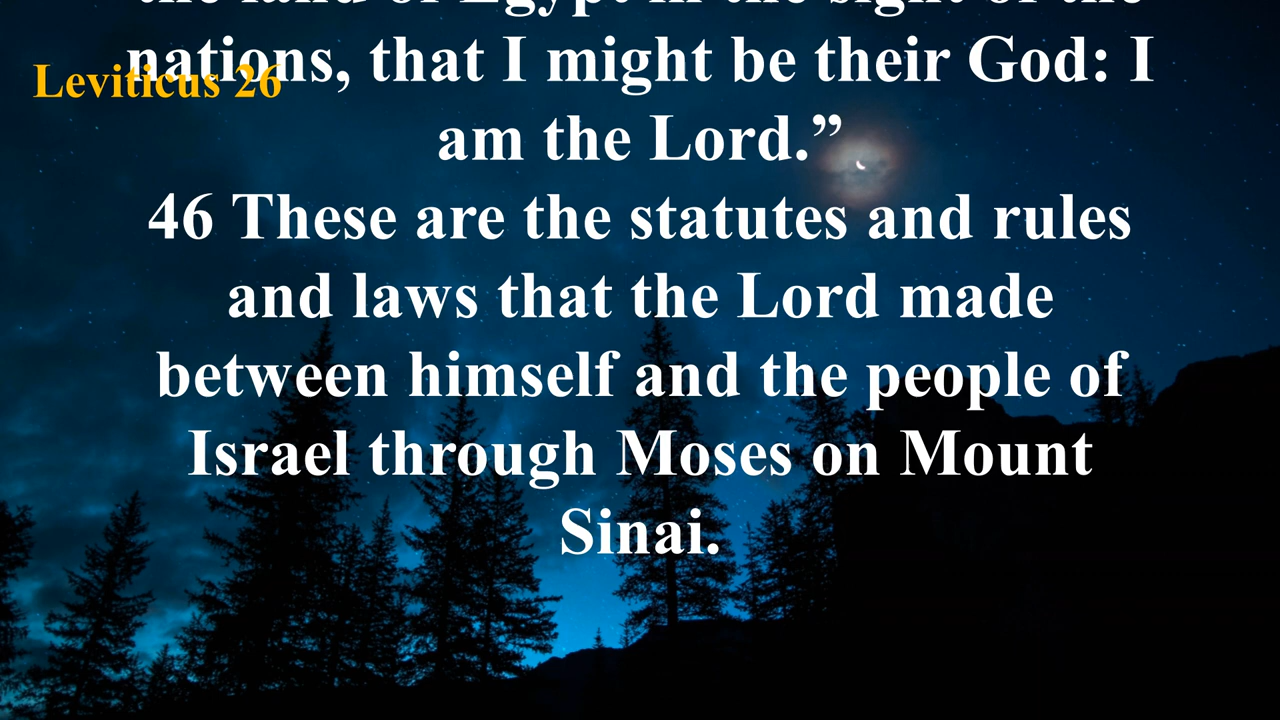 the land of Egypt in the sight of the
nations, that I might be their God: I
Leviticus 26
am the Lord.”
46 These are the statutes and rules
and laws that the Lord made
between himself and the people of
Israel through Moses on Mount
Sinai.